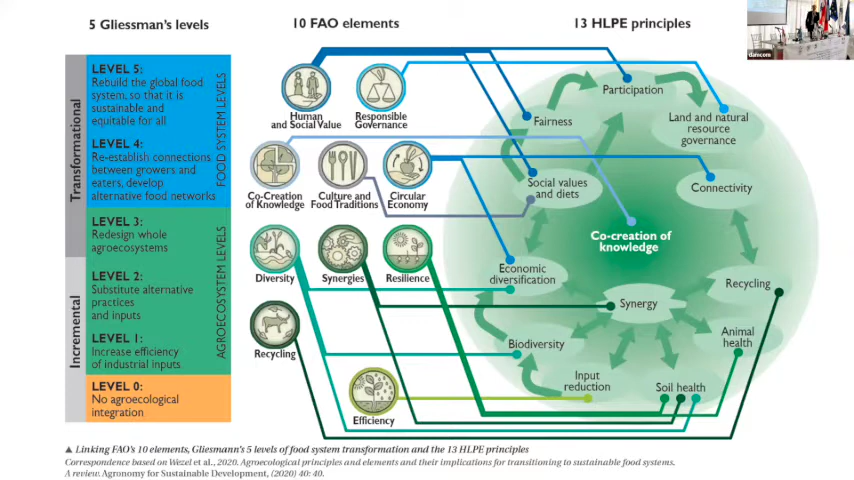 5 Gliessman's levels
10 FAO elements
13 HLPE principles
Transformational
Incremental
FOOD SYSTEM LEVELS
AGROECOSYSTEM LEVELS
LEVEL 5:
Rebuild the global food
system, so that it is
sustainable and
equitable for all
LEVEL 4:
Re-establish connections
between growers and
eaters, develop
alternative food networks
LEVEL 3:
Redesign whole
agroecosystems
LEVEL 2:
Substitute alternative
practices
and inputs
LEVEL 1:
Increase efficiency
of industrial inputs
LEVEL 0:
No agroecological
integration
Human
and Social Value
Responsible
Governance
Co-Creation
of Knowledge
Culture and
Food Traditions
Circular
Economy
Diversity
Synergies
Resilience
Recycling
Efficiency
Participation
Fairness
Land and natural
resource
governance
Social values
and diets
Connectivity
Co-creation of
knowledge
Economic
diversification
Recycling
Synergy
Biodiversity
Animal
health
Input
reduction
Soil health
▲ Linking FAO's 10 elements, Gliesmann's 5 levels of food system transformation and the 13 HLPE principles
Correspondence based on Wezel et al., 2020. Agroecological principles and elements and their implications for transitioning to sustainable food systems.
A review. Agronomy for Sustainable Development, (2020) 40: 40.